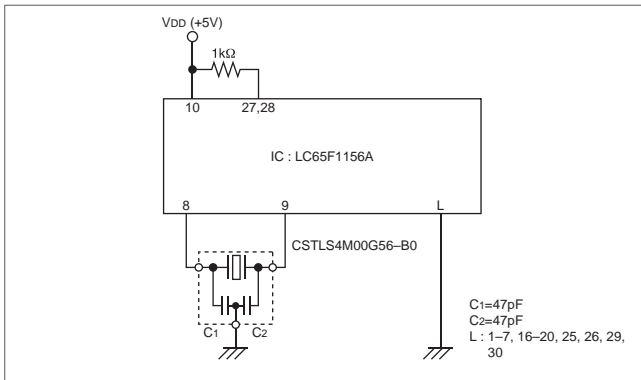 VDD (+5V)
1kΩ
10
27,28
IC : LC65F1156A
8
9
L
CSTLS4M00G56–B0
C1
C2
C1=47pF
C2=47pF
L : 1–7, 16–20, 25, 26, 29,
30